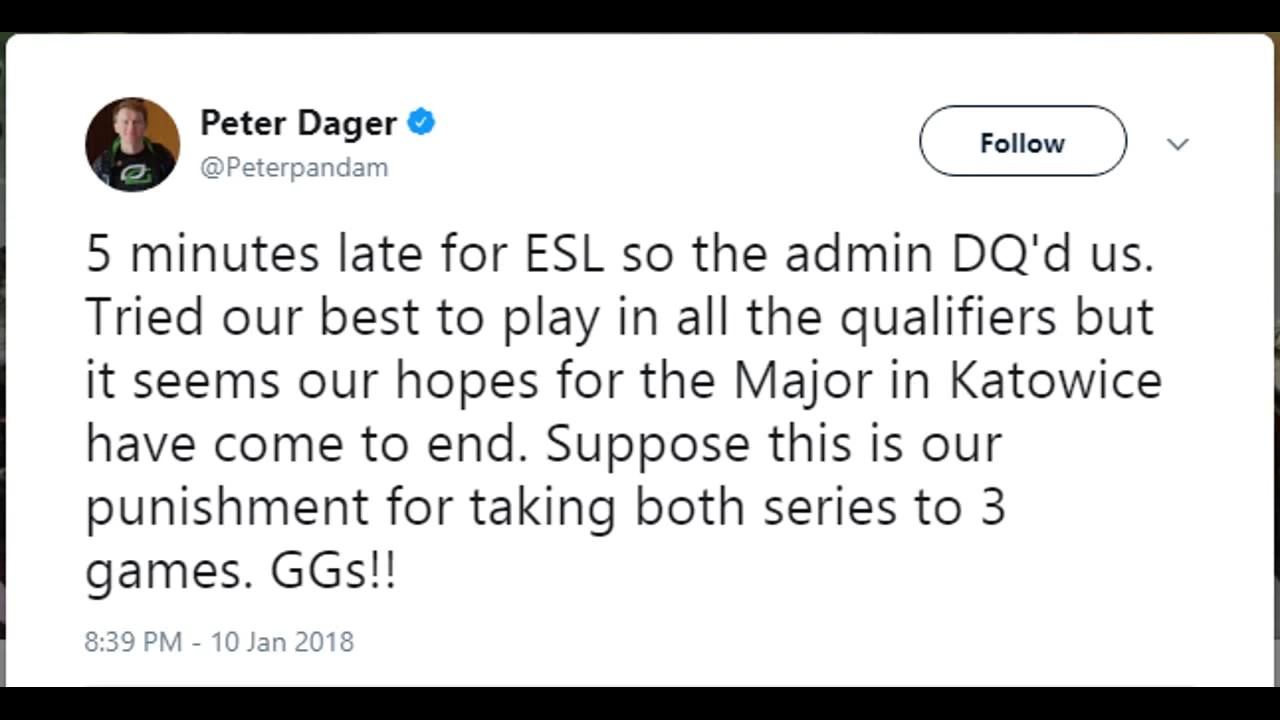 Peter Dager
@Peterpandam
Follow
5 minutes late for ESL so the admin DQ'd us.
Tried our best to play in all the qualifiers but
it seems our hopes for the Major in Katowice
have come to end. Suppose this is our
punishment for taking both series to 3
games. GGs!!
8:39 PM - 10 Jan 2018